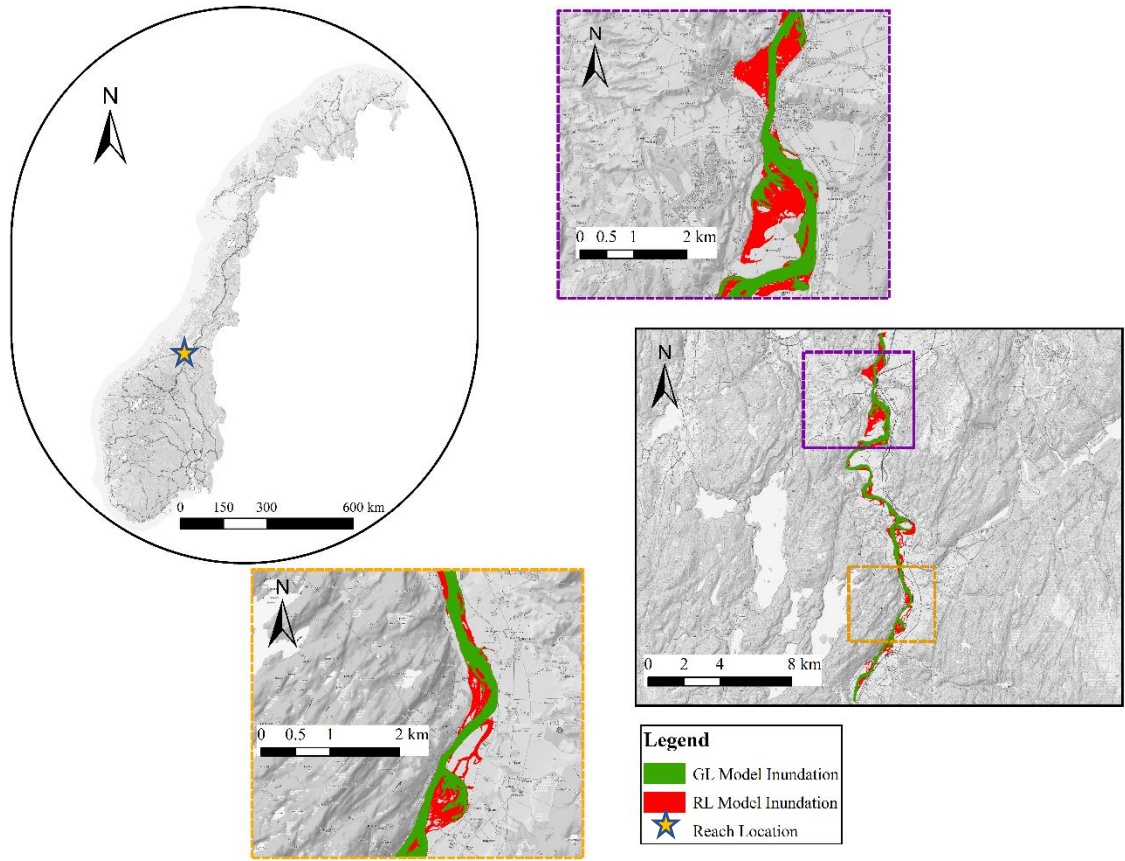 N
0 150 300 600 km
N
0 0.5 1 2 km
N
0 2 4 8 km
N
0 0.5 1 2 km
Legend
GL Model Inundation
RL Model Inundation
Reach Location